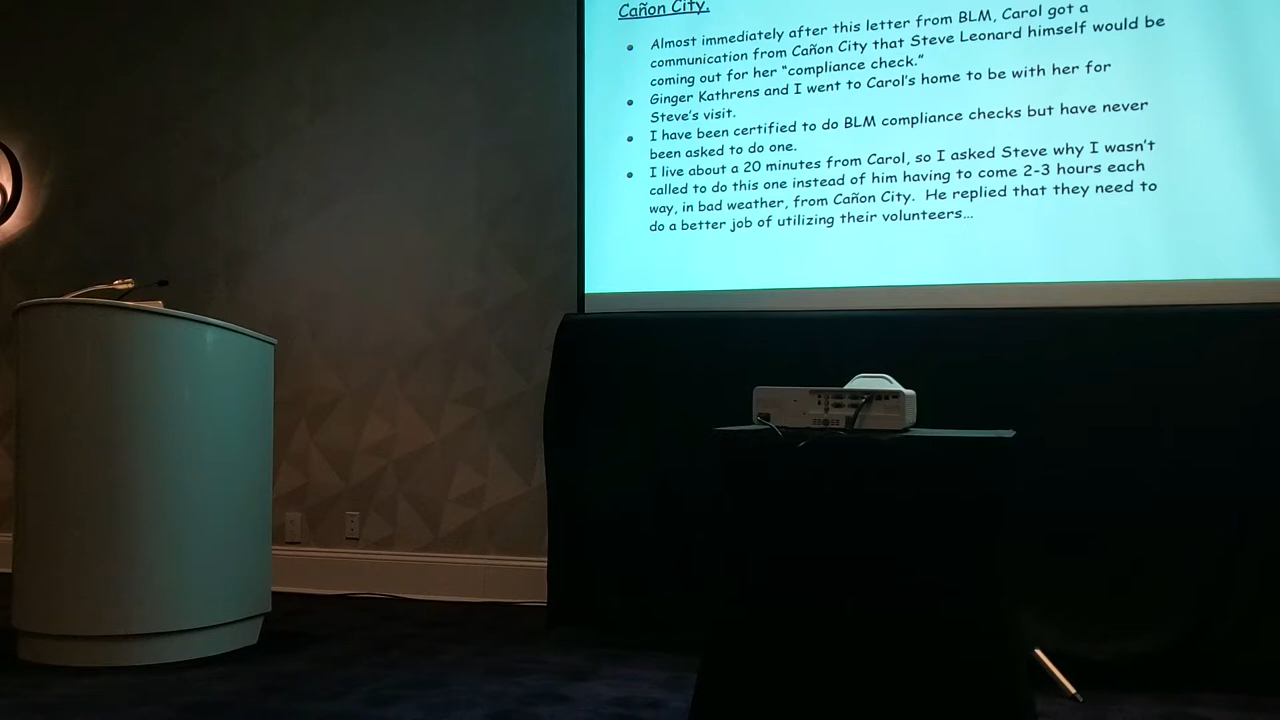 Cañon City.
Almost immediately after this letter from BLM, Carol got a
communication from Cañon City that Steve Leonard himself would be
coming out for her “compliance check.”
Ginger Kathrens and I went to Carol’s home to be with her for
Steve’s visit.
I have been certified to do BLM compliance checks but have never
been asked to do one.
I live about a 20 minutes from Carol, so I asked Steve why I wasn’t
called to do this one instead of him having to come 2-3 hours each
way, in bad weather, from Cañon City.  He replied that they need to
do a better job of utilizing their volunteers…